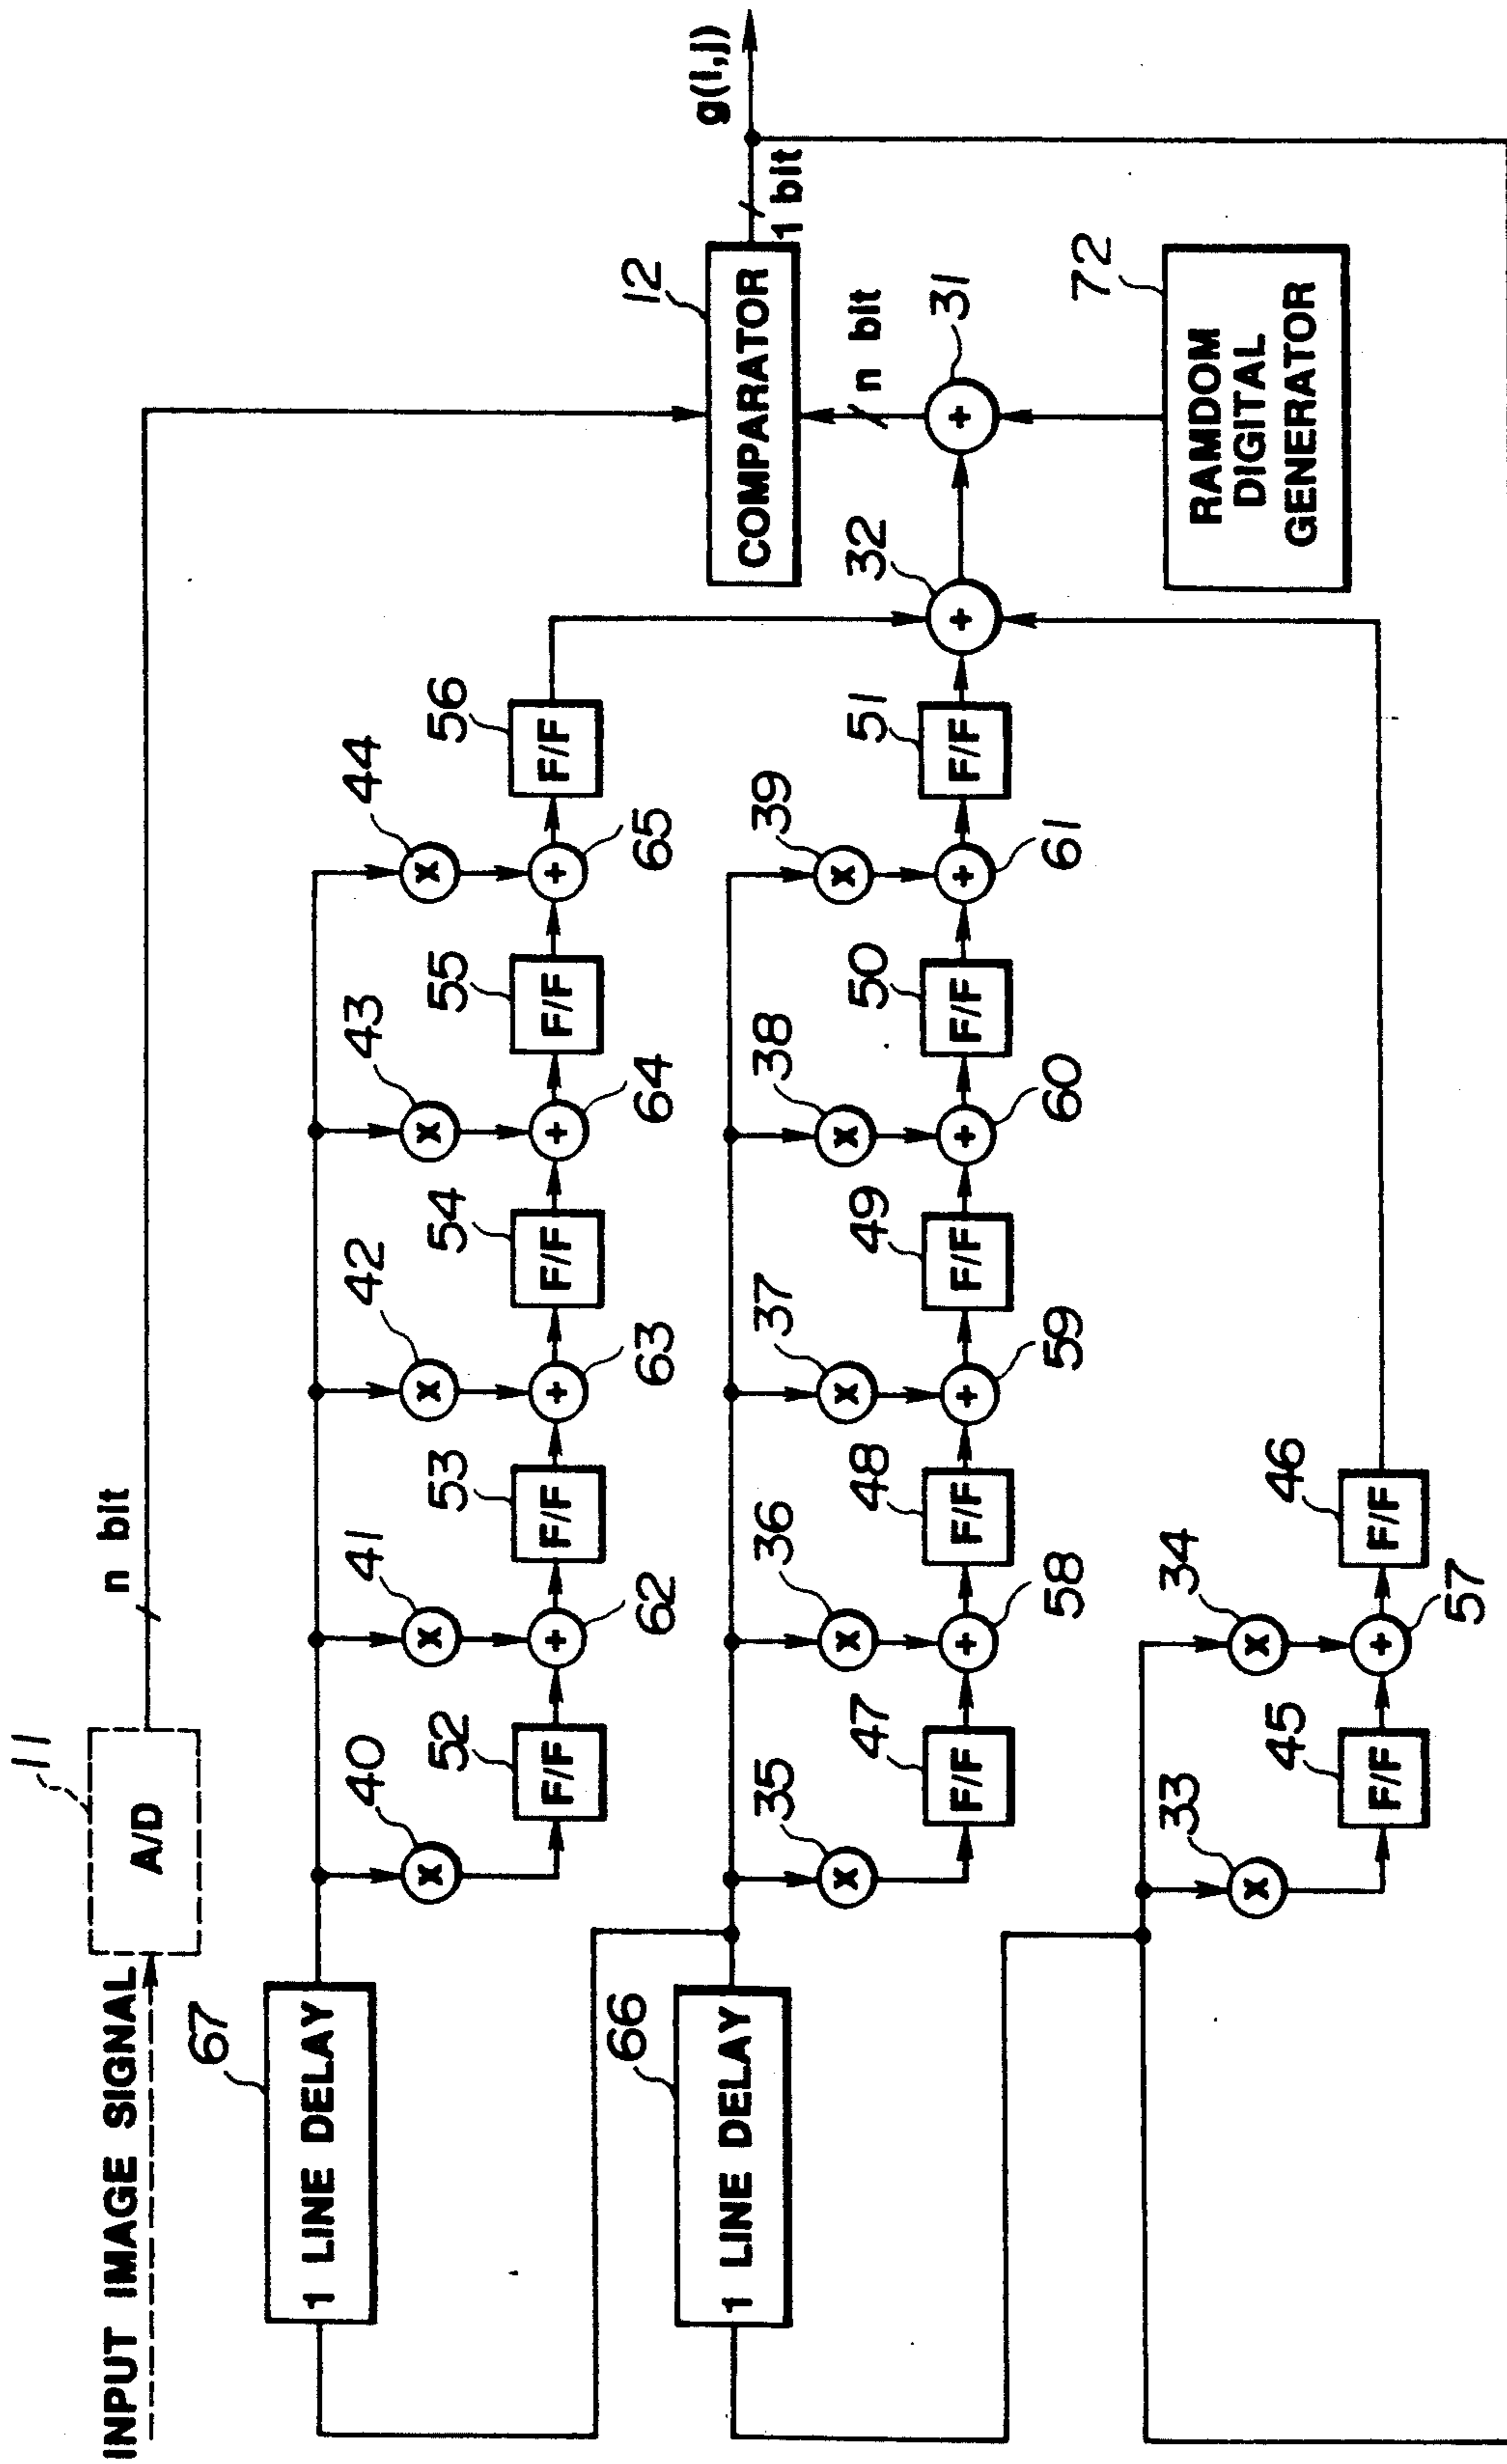 INPUT IMAGE SIGNAL
11
A/D
n bit
67
1 LINE DELAY
40
41
42
43
44
52
F/F
53
F/F
54
F/F
55
F/F
56
F/F
62
63
64
65
+
+
+
+
x
x
x
x
x
12
COMPARATOR
1 bit
g(i,j)
66
1 LINE DELAY
35
36
37
38
39
x
x
x
x
x
47
F/F
48
F/F
49
F/F
50
F/F
51
F/F
+
+
+
+
58
59
60
61
32
+
n bit
31
+
33
34
x
x
45
F/F
+
57
46
F/F
72
RAMDOM
DIGITAL
GENERATOR